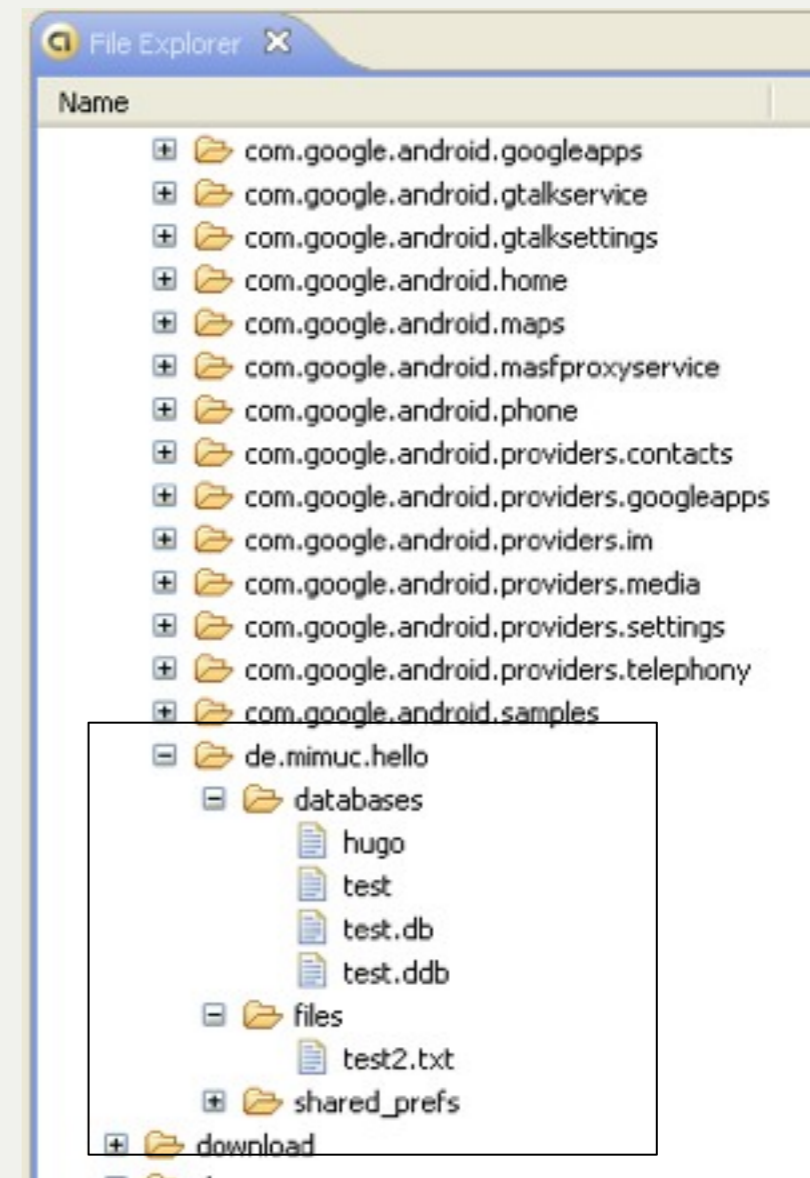 File Explorer
Name
com.google.android.googleapps
com.google.android.gtalkservice
com.google.android.gtalksettings
com.google.android.home
com.google.android.maps
com.google.android.masfproxyservice
com.google.android.phone
com.google.android.providers.contacts
com.google.android.providers.googleapps
com.google.android.providers.im
com.google.android.providers.media
com.google.android.providers.settings
com.google.android.providers.telephony
com.google.android.samples
de.mimuc.hello
databases
hugo
test
test.db
test.ddb
files
test2.txt
shared_prefs
download